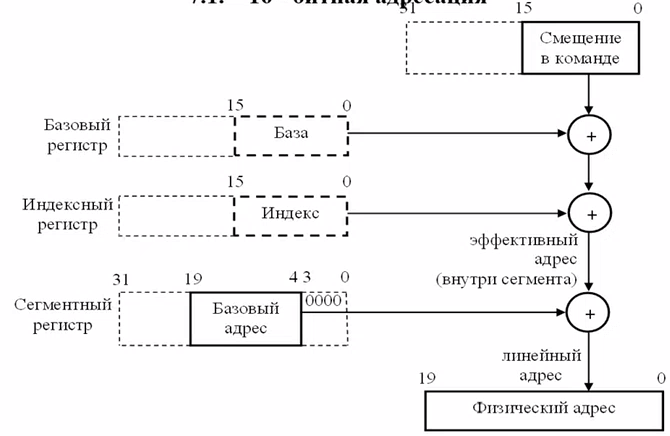 7.1. 16 - битная адресация
31 15 0
Смещение
в команде
15 0
Базовый
регистр
База
+
15 0
Индексный
регистр
Индекс
+
эффективный
адрес
(внутри сегмента)
31 19 4 3 0
Сегментный
регистр
Базовый
адрес
0000
+
линейный
адрес
19 0
Физический адрес